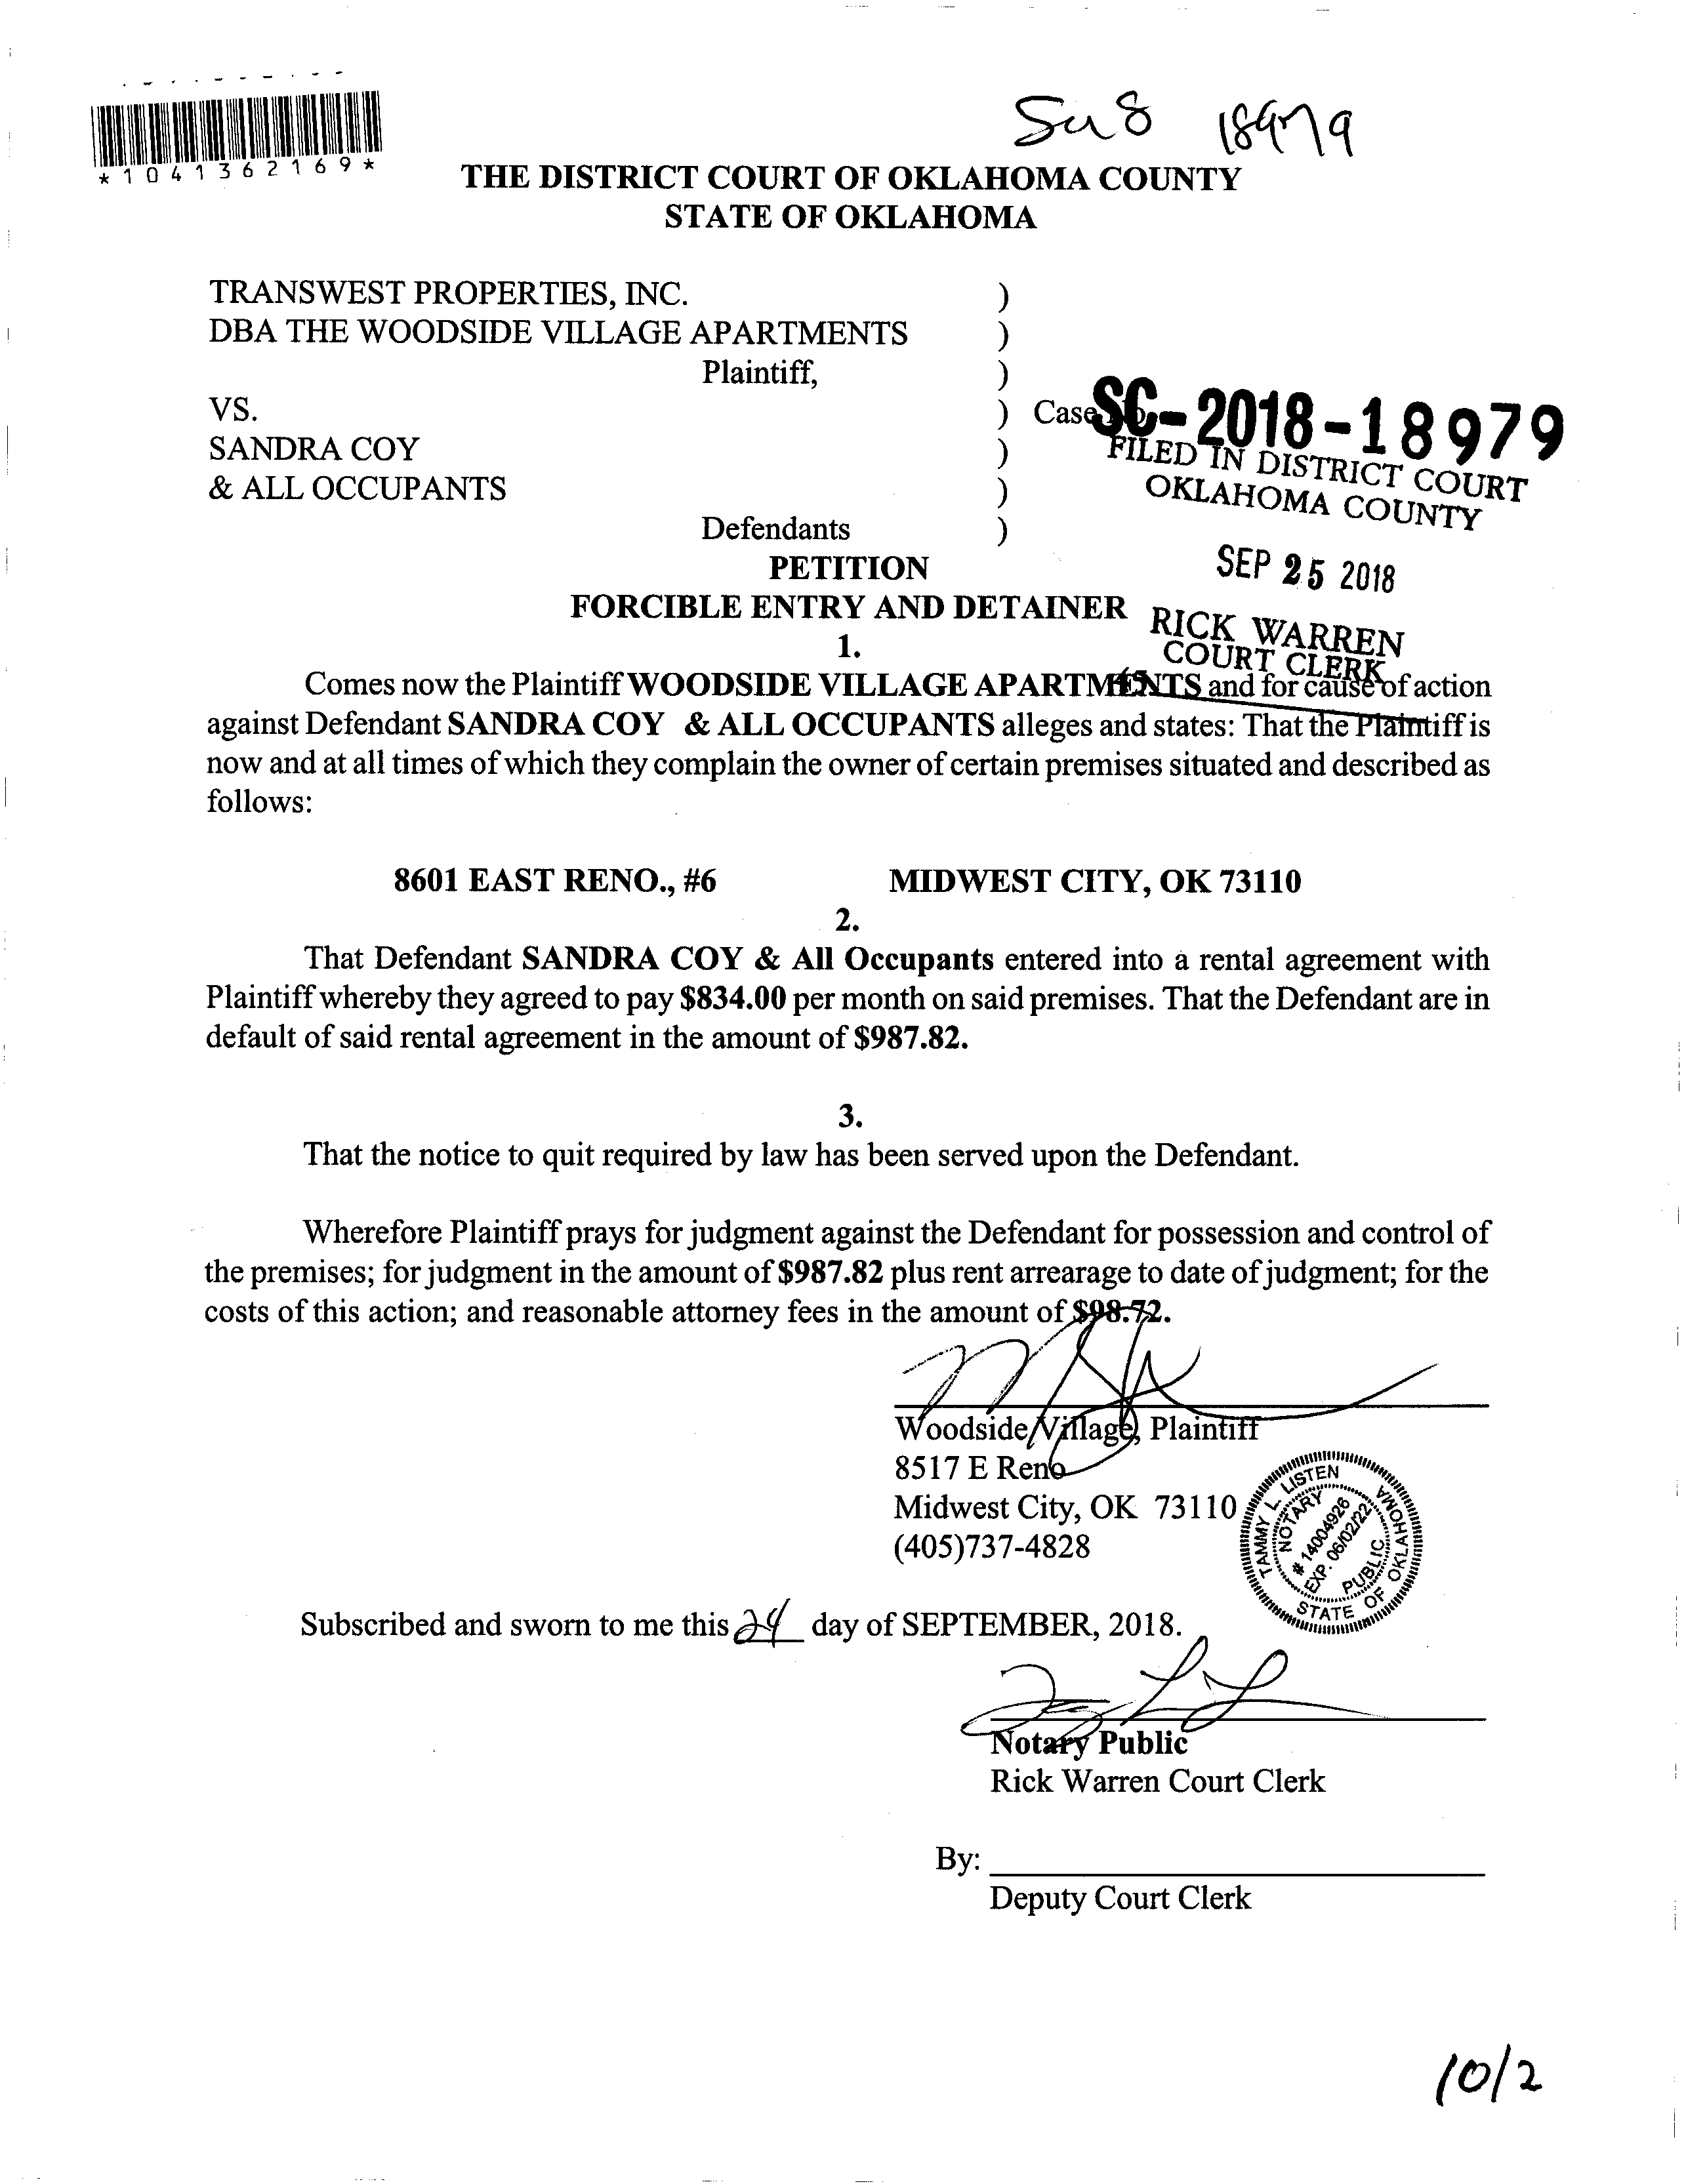 Su 8 18979
*1041362169*
THE DISTRICT COURT OF OKLAHOMA COUNTY
STATE OF OKLAHOMA
TRANSWEST PROPERTIES, INC. )
DBA THE WOODSIDE VILLAGE APARTMENTS )
Plaintiff, )
VS. ) Case No. SC-2018-18979
SANDRA COY )
& ALL OCCUPANTS )
Defendants )
FILED IN DISTRICT COURT
OKLAHOMA COUNTY
SEP 25 2018
RICK WARREN
COURT CLERK
45
PETITION
FORCIBLE ENTRY AND DETAINER
1.
Comes now the Plaintiff WOODSIDE VILLAGE APARTMENTS and for cause of action
against Defendant SANDRA COY & ALL OCCUPANTS alleges and states: That the Plaintiff is
now and at all times of which they complain the owner of certain premises situated and described as
follows:
8601 EAST RENO., #6 MIDWEST CITY, OK 73110
2.
That Defendant SANDRA COY & All Occupants entered into a rental agreement with
Plaintiff whereby they agreed to pay $834.00 per month on said premises. That the Defendant are in
default of said rental agreement in the amount of $987.82.
3.
That the notice to quit required by law has been served upon the Defendant.
Wherefore Plaintiff prays for judgment against the Defendant for possession and control of
the premises; for judgment in the amount of $987.82 plus rent arrearage to date of judgment; for the
costs of this action; and reasonable attorney fees in the amount of $98.72.
Woodside Village, Plaintiff
8517 E Reno
Midwest City, OK 73110
(405)737-4828
TAMMY L. LISTEN
NOTARY
# 14004926
EXP. 06/02/22
PUBLIC
STATE OF OKLAHOMA
Subscribed and sworn to me this 24 day of SEPTEMBER, 2018.
Notary Public
Rick Warren Court Clerk
By:
Deputy Court Clerk
10/2